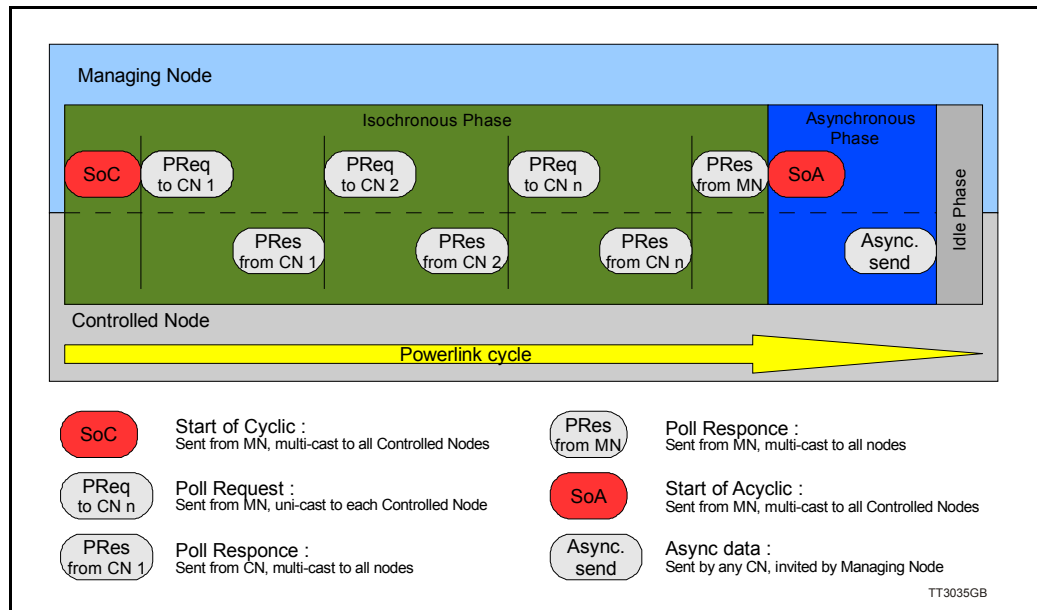 Managing Node
Isochronous Phase
Asynchronous
Phase
SoC
PReq
to CN 1
PReq
to CN 2
PReq
to CN n
PRes
from MN
SoA
Idle Phase
PRes
from CN 1
PRes
from CN 2
PRes
from CN n
Async.
send
Controlled Node
Powerlink cycle
SoC
Start of Cyclic :
Sent from MN, multi-cast to all Controlled Nodes
PReq
to CN n
Poll Request :
Sent from MN, uni-cast to each Controlled Node
PRes
from CN 1
Poll Responce :
Sent from CN, multi-cast to all nodes
PRes
from MN
Poll Responce :
Sent from MN, multi-cast to all nodes
SoA
Start of Acyclic :
Sent from MN, multi-cast to all Controlled Nodes
Async.
send
Async data :
Sent by any CN, invited by Managing Node
TT3035GB